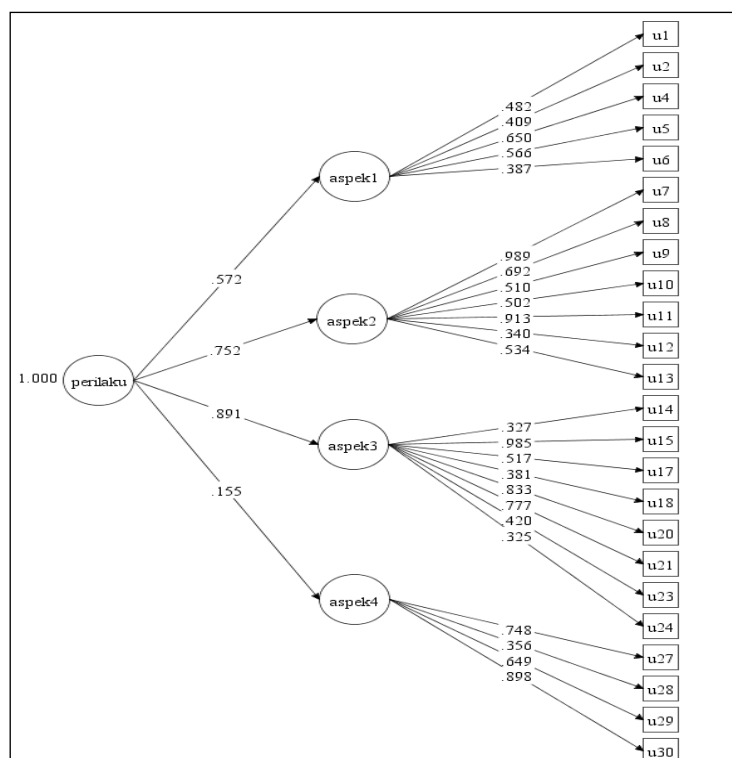 u1
u2
u4
u5
u6
.482
.409
.650
.566
.387
aspek1
u7
u8
u9
u10
u11
u12
u13
.989
.692
.510
.502
.913
.340
.534
aspek2
.572
.752
.891
.155
1.000 perilaku
u14
u15
u17
u18
u20
u21
u23
u24
.327
.985
.517
.381
.833
.777
.420
.325
aspek3
aspek4
.748
.356
.649
.898
u27
u28
u29
u30